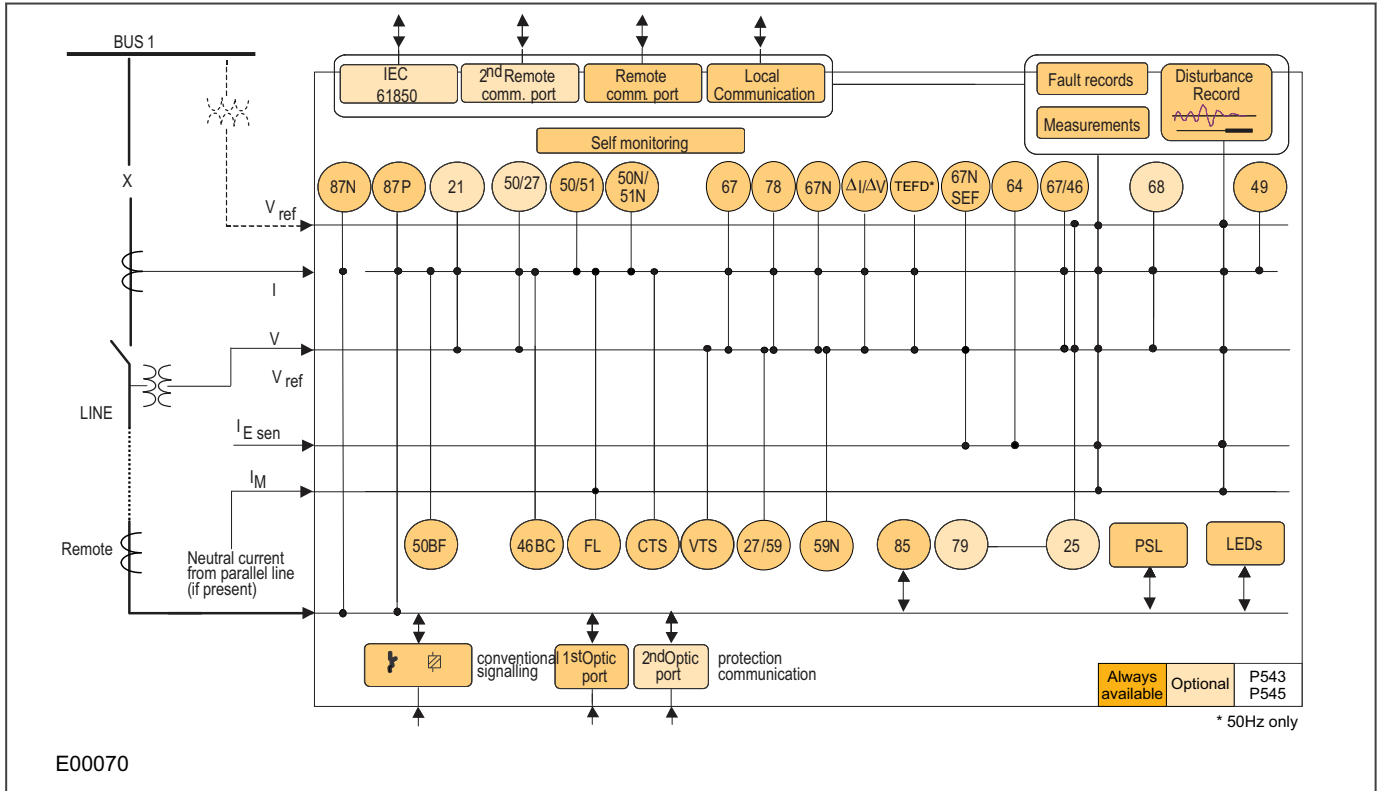 BUS 1
IEC
61850
2nd Remote
comm. port
Remote
comm. port
Local
Communication
Fault records
Measurements
Disturbance
Record
Self monitoring
X
87N
87P
21
50/27
50/51
50N/
51N
67
78
67N
ΔI/ΔV
TEFD*
67N
SEF
64
67/46
68
49
V ref
I
V
V ref
LINE
I E sen
IM
Remote
Neutral current
from parallel line
(if present)
50BF
46BC
FL
CTS
VTS
27/59
59N
85
79
25
PSL
LEDs
conventional
signalling
1stOptic
port
2ndOptic
port
protection
communication
Always
available
Optional
P543
P545
* 50Hz only
E00070